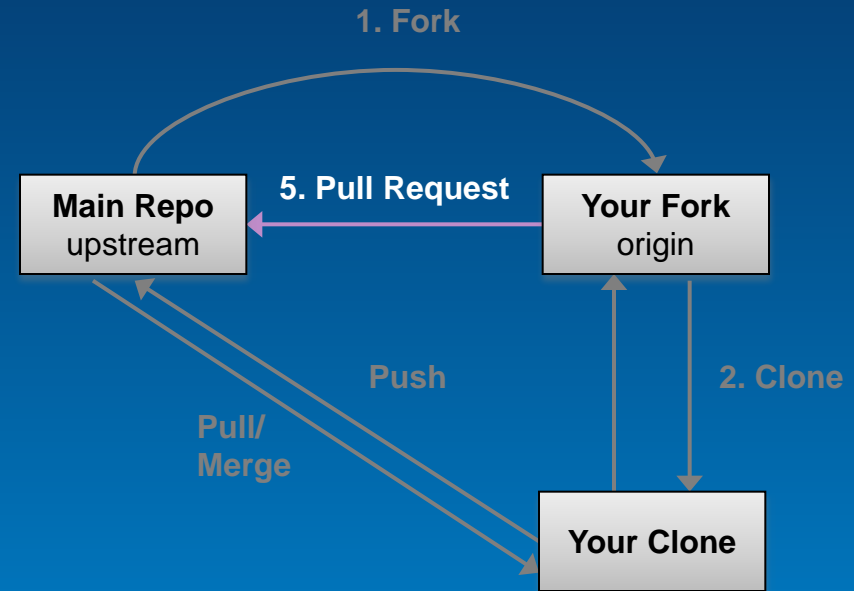 1. Fork
5. Pull Request
Main Repo
upstream
Your Fork
origin
Push
2. Clone
Pull/
Merge
Your Clone